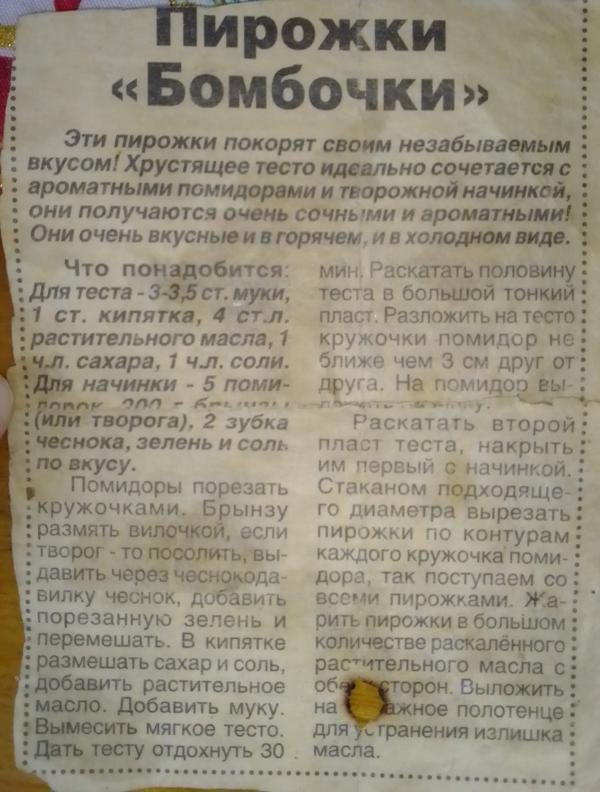 Пирожки
«Бомбочки»
Эти пирожки покорят своим незабываемым
вкусом! Хрустящее тесто идеально сочетается с
ароматными помидорами и творожной начинкой,
они получаются очень сочными и ароматными!
Они очень вкусные и в горячем, и в холодном виде.
Что понадобится:
Для теста - 3-3,5 ст. муки,
1 ст. кипятка, 4 ст.л.
растительного масла, 1
ч.л. сахара, 1 ч.л. соли.
Для начинки - 5 поми-
дорок, 200 г брынзы
(или творога), 2 зубка
чеснока, зелень и соль
по вкусу.
Помидоры порезать
кружочками. Брынзу
размять вилочкой, если
творог - то посолить, вы-
давить через чеснокода-
вилку чеснок, добавить
порезанную зелень и
перемешать. В кипятке
размешать сахар и соль,
добавить растительное
масло. Добавить муку.
Вымесить мягкое тесто.
Дать тесту отдохнуть 30
мин. Раскатать половину
теста в большой тонкий
пласт. Разложить на тесто
кружочки помидор не
ближе чем 3 см друг от
друга. На помидор вы-
Раскатать второй
пласт теста, накрыть
им первый с начинкой.
Стаканом подходяще-
го диаметра вырезать
пирожки по контурам
каждого кружочка поми-
дора, так поступаем со
всеми пирожками. Жа-
рить пирожки в большом
количестве раскалённого
растительного масла с
сторон. Выложить
на полотенце
для устранения излишка
масла.